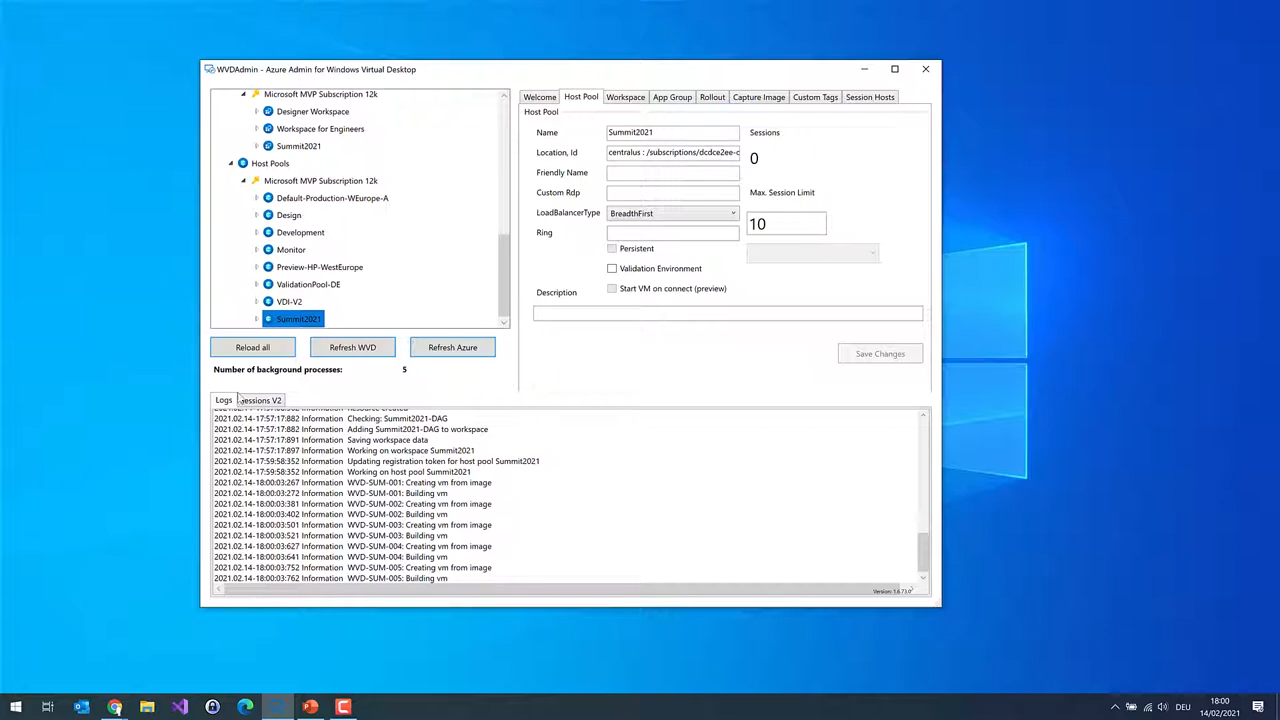 WVDAdmin - Azure Admin for Windows Virtual Desktop
Microsoft MVP Subscription 12k
Designer Workspace
Workspace for Engineers
Summit2021
Host Pools
Microsoft MVP Subscription 12k
Default-Production-WEurope-A
Design
Development
Monitor
Preview-HP-WestEurope
ValidationPool-DE
VDI-V2
Summit2021
Reload all
Refresh WVD
Refresh Azure
Number of background processes: 5
Welcome
Host Pool
Workspace
App Group
Rollout
Capture Image
Custom Tags
Session Hosts
Host Pool
Name
Summit2021
Sessions
Location, Id
centralus : /subscriptions/dcdce2ee-c
0
Friendly Name
Custom Rdp
Max. Session Limit
LoadBalancerType
BreadthFirst
10
Ring
Persistent
Validation Environment
Start VM on connect (preview)
Description
Save Changes
Logs
Sessions V2
Information Resource created
2021.02.14-17:57:17:882 Information Checking: Summit2021-DAG
2021.02.14-17:57:17:882 Information Adding Summit2021-DAG to workspace
2021.02.14-17:57:17:891 Information Saving workspace data
2021.02.14-17:57:17:897 Information Working on workspace Summit2021
2021.02.14-17:59:58:352 Information Updating registration token for host pool Summit2021
2021.02.14-17:59:58:352 Information Working on host pool Summit2021
2021.02.14-18:00:03:267 Information WVD-SUM-001: Creating vm from image
2021.02.14-18:00:03:272 Information WVD-SUM-001: Building vm
2021.02.14-18:00:03:381 Information WVD-SUM-002: Creating vm from image
2021.02.14-18:00:03:402 Information WVD-SUM-002: Building vm
2021.02.14-18:00:03:501 Information WVD-SUM-003: Creating vm from image
2021.02.14-18:00:03:521 Information WVD-SUM-003: Building vm
2021.02.14-18:00:03:627 Information WVD-SUM-004: Creating vm from image
2021.02.14-18:00:03:641 Information WVD-SUM-004: Building vm
2021.02.14-18:00:03:752 Information WVD-SUM-005: Creating vm from image
2021.02.14-18:00:03:762 Information WVD-SUM-005: Building vm
Version: 1.6.73.0
DEU
18:00
14/02/2021